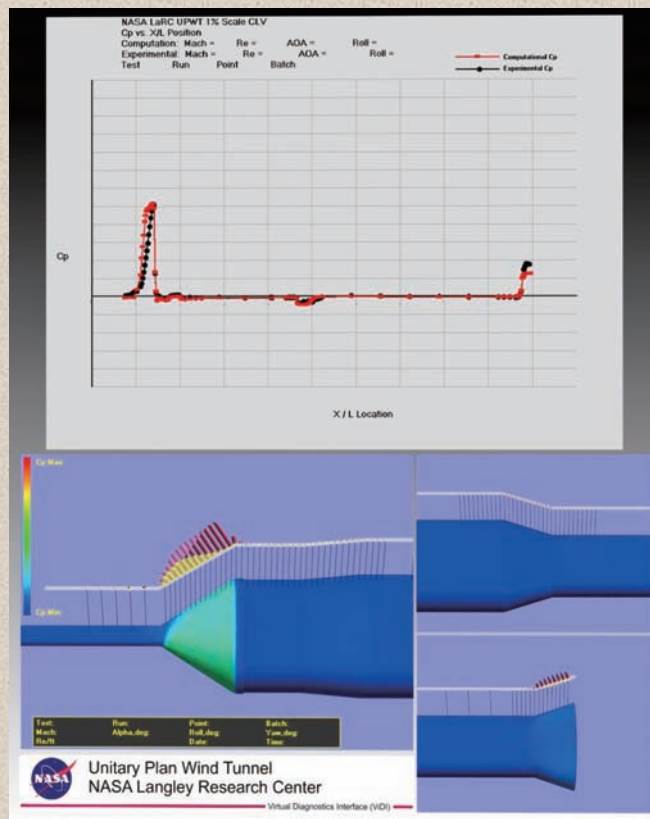 NASA LaRC UPWT 1% Scale CLV
Cp vs. X/L Position
Computation: Mach = Re = AOA = Roll =
Experimental: Mach = Re = AOA = Roll =
Test Run Point Batch
Computational Cp
Experimental Cp
Cp
X / L Location
Cp Max
Cp Min
Test: Run: Point: Batch:
Mach: Alpha,deg: Roll,deg: Yaw,deg:
Re/ft Date: Time:
NASA
Unitary Plan Wind Tunnel
NASA Langley Research Center
Virtual Diagnostics Interface (ViDI)